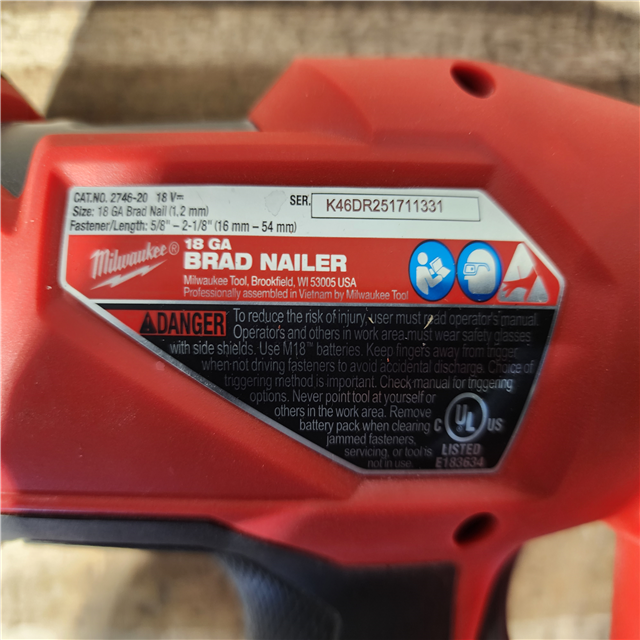 CAT.NO. 2746-20 18 V⎓
SER. K46DR251711331
Size: 18 GA Brad Nail (1,2 mm)
Fastener/Length: 5/8" – 2-1/8" (16 mm – 54 mm)
Milwaukee®
18 GA
BRAD NAILER
Milwaukee Tool, Brookfield, WI 53005 USA
Professionally assembled in Vietnam by Milwaukee Tool
DANGER To reduce the risk of injury, user must read operator's manual.
Operators and others in work area must wear safety glasses
with side shields. Use M18™ batteries. Keep fingers away from trigger
when not driving fasteners to avoid accidental discharge. Choice of
triggering method is important. Check manual for triggering
options. Never point tool at yourself or
others in the work area. Remove
battery pack when clearing
jammed fasteners,
servicing, or tool is
not in use.
C UL US
LISTED
E183634